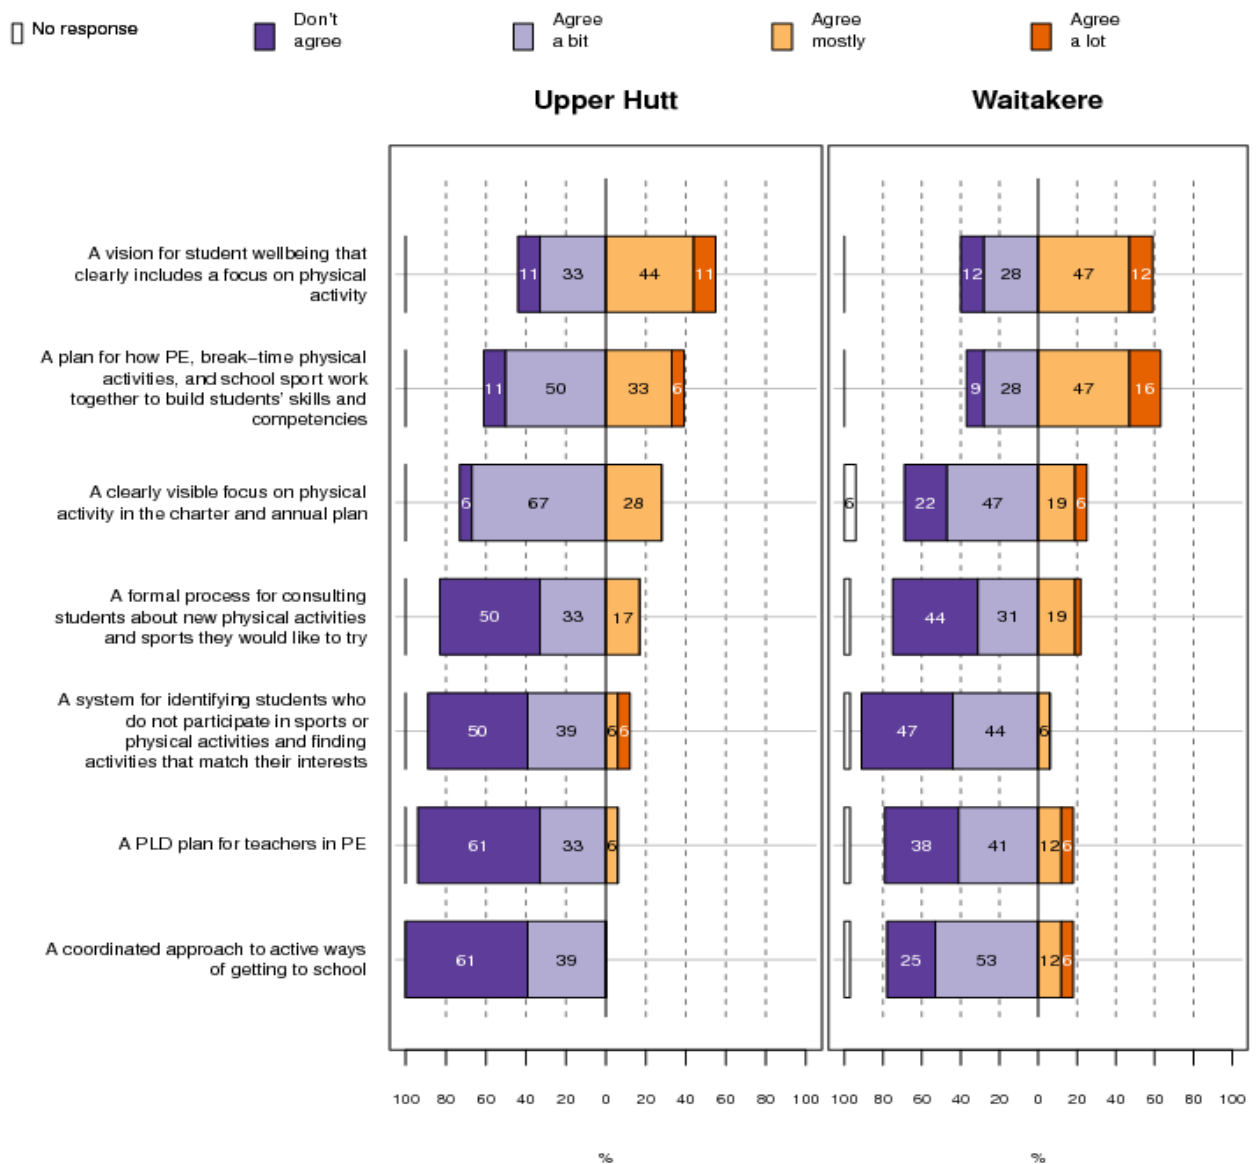 No response
Don't
agree
Agree
a bit
Agree
mostly
Agree
a lot
Upper Hutt
Waitakere
A vision for student wellbeing that
clearly includes a focus on physical
activity
11 33 44 11
12 28 47 12
A plan for how PE, break−time physical
activities, and school sport work
together to build students' skills and
competencies
11 50 33 6
9 28 47 16
A clearly visible focus on physical
activity in the charter and annual plan
6 67 28
6 22 47 19 6
A formal process for consulting
students about new physical activities
and sports they would like to try
50 33 17
44 31 19
A system for identifying students who
do not participate in sports or
physical activities and finding
activities that match their interests
50 39 6 6
47 44 6
A PLD plan for teachers in PE
61 33 6
38 41 12 6
A coordinated approach to active ways
of getting to school
61 39
25 53 12 6
100 80 60 40 20 0 20 40 60 80 100
100 80 60 40 20 0 20 40 60 80 100
%
%